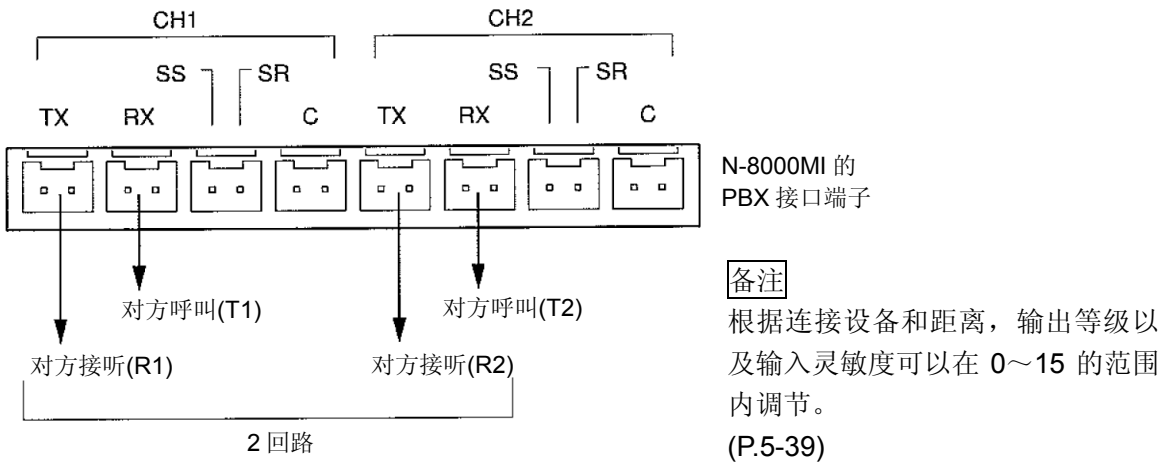 CH1 CH2
SS SR SS SR
TX RX C TX RX C
N-8000MI 的
PBX 接口端子
对方呼叫(T1) 对方呼叫(T2)
对方接听(R1) 对方接听(R2)
2 回路
备注
根据连接设备和距离，输出等级以
及输入灵敏度可以在 0～15 的范围
内调节。
(P.5-39)